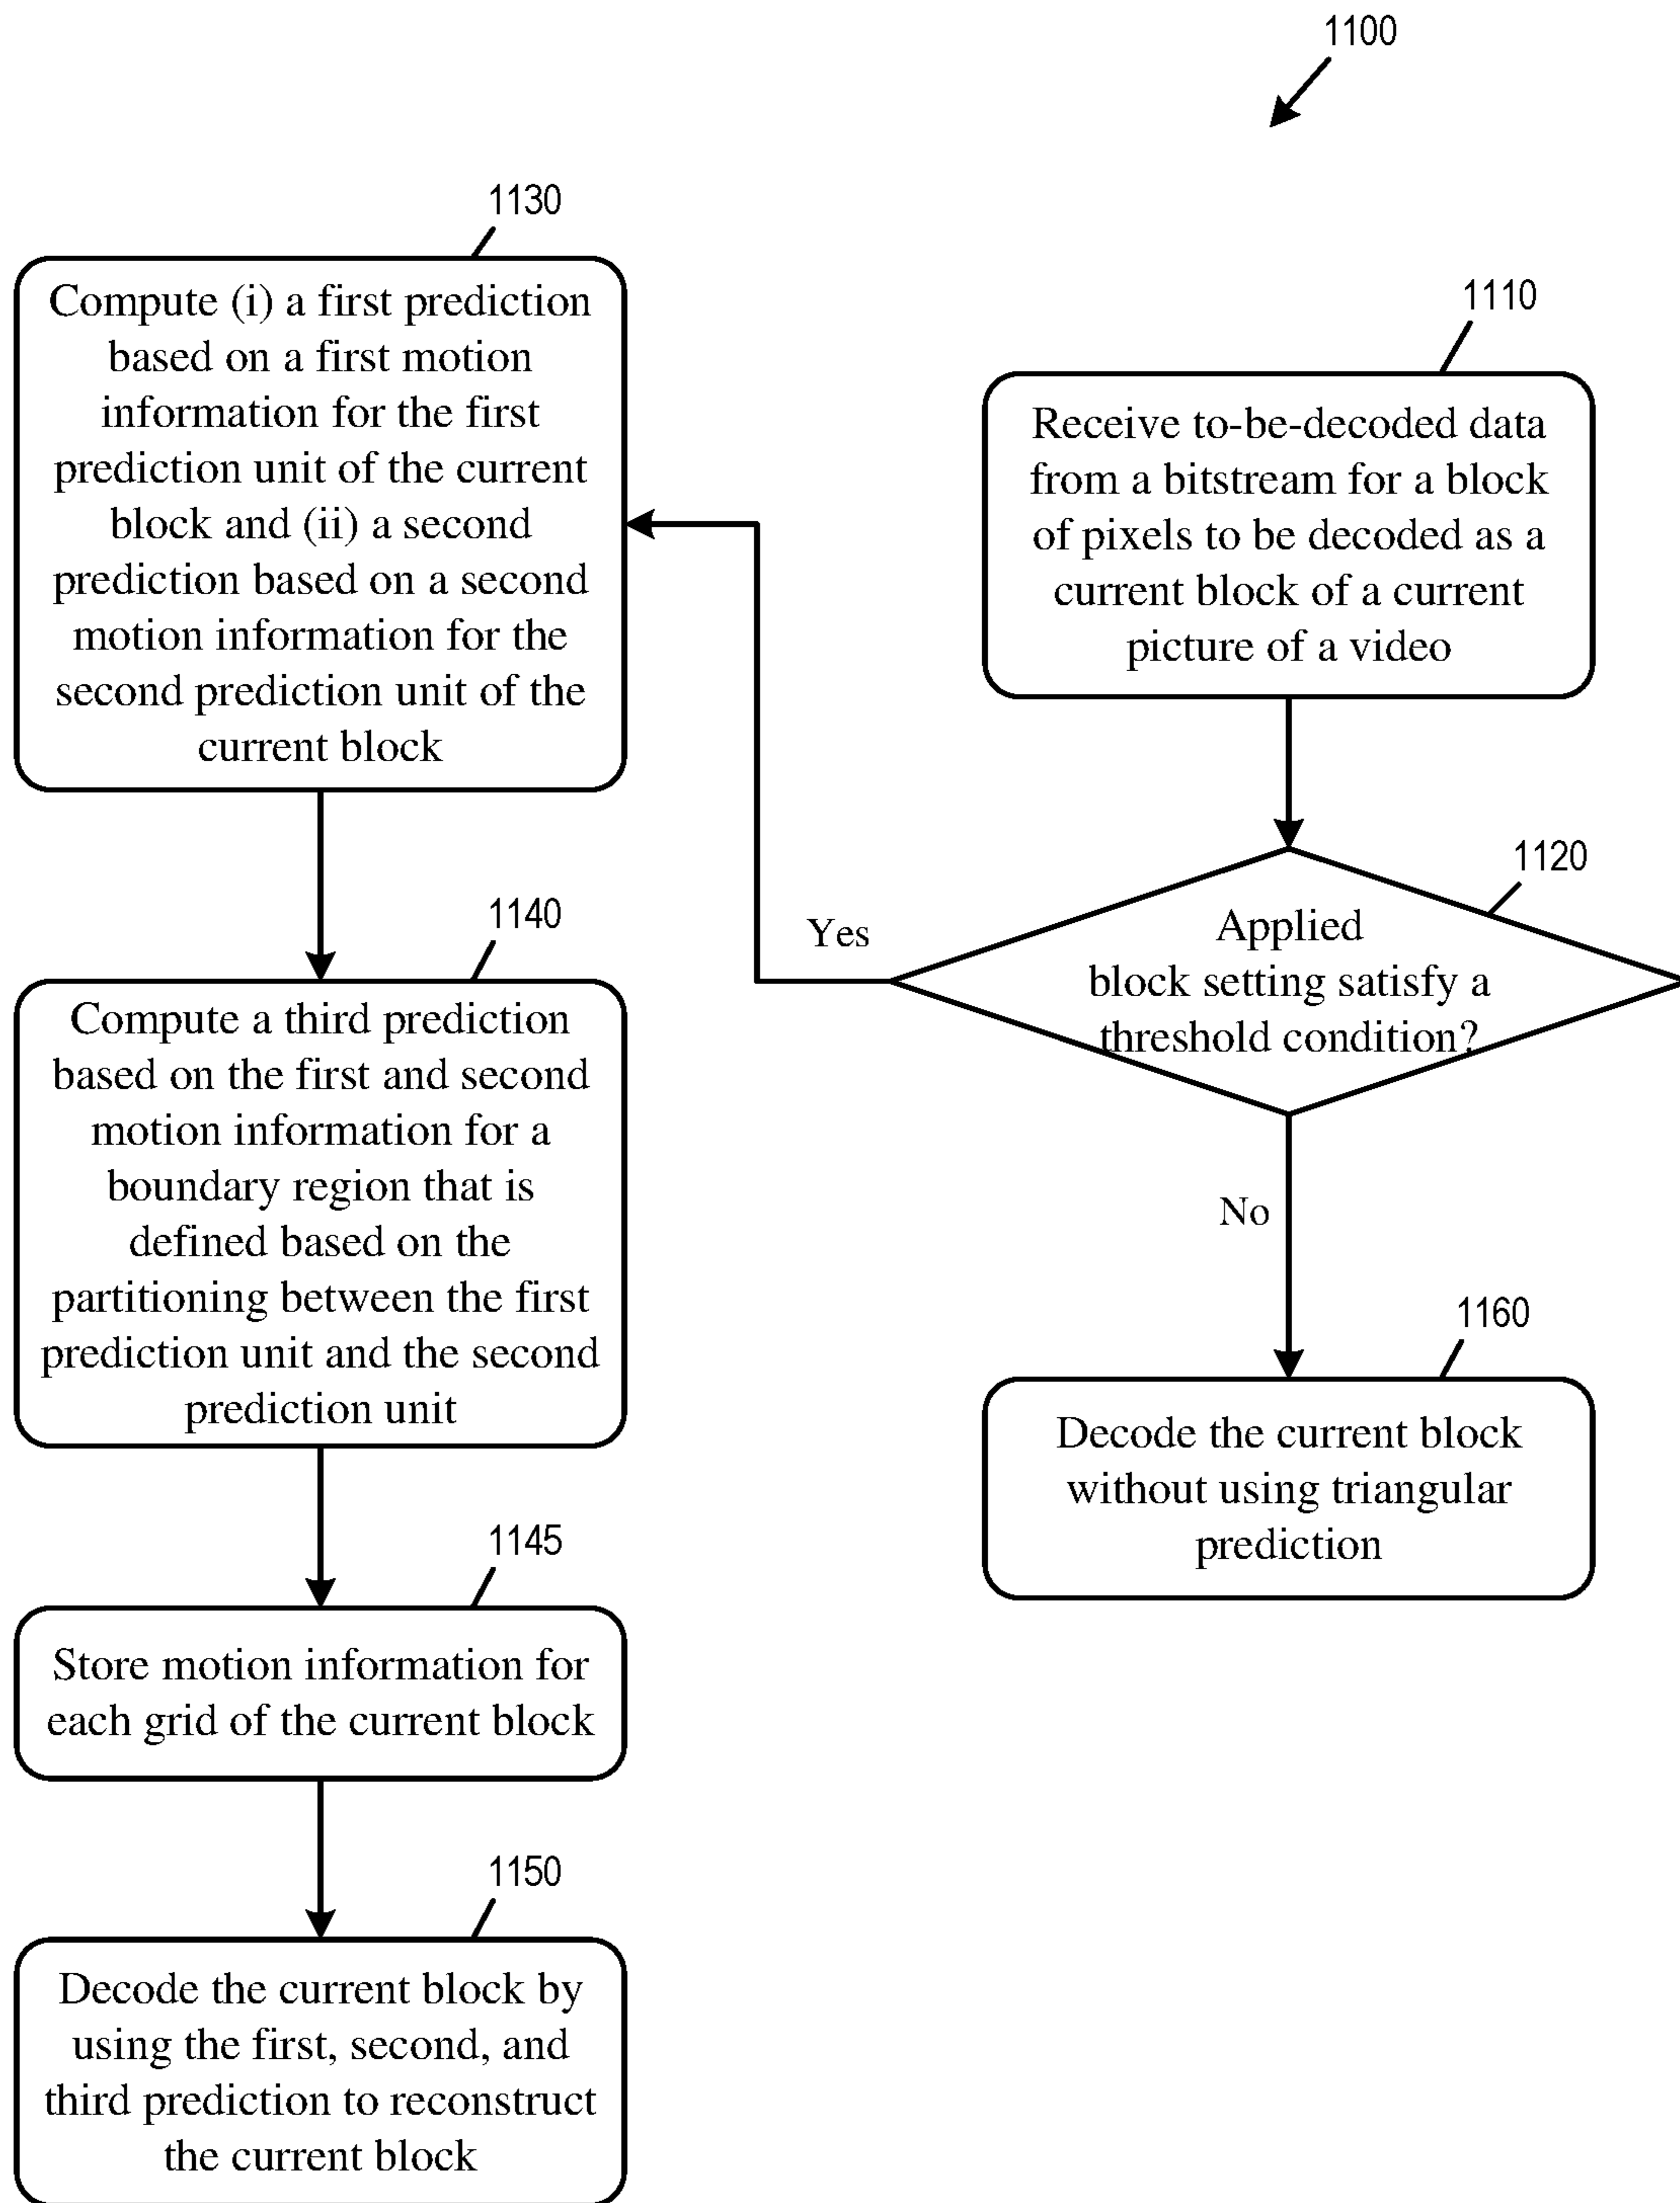 1100
1110
Receive to-be-decoded data
from a bitstream for a block
of pixels to be decoded as a
current block of a current
picture of a video
1120
Applied
block setting satisfy a
threshold condition?
Yes
No
1130
Compute (i) a first prediction
based on a first motion
information for the first
prediction unit of the current
block and (ii) a second
prediction based on a second
motion information for the
second prediction unit of the
current block
1140
Compute a third prediction
based on the first and second
motion information for a
boundary region that is
defined based on the
partitioning between the first
prediction unit and the second
prediction unit
1145
Store motion information for
each grid of the current block
1150
Decode the current block by
using the first, second, and
third prediction to reconstruct
the current block
1160
Decode the current block
without using triangular
prediction